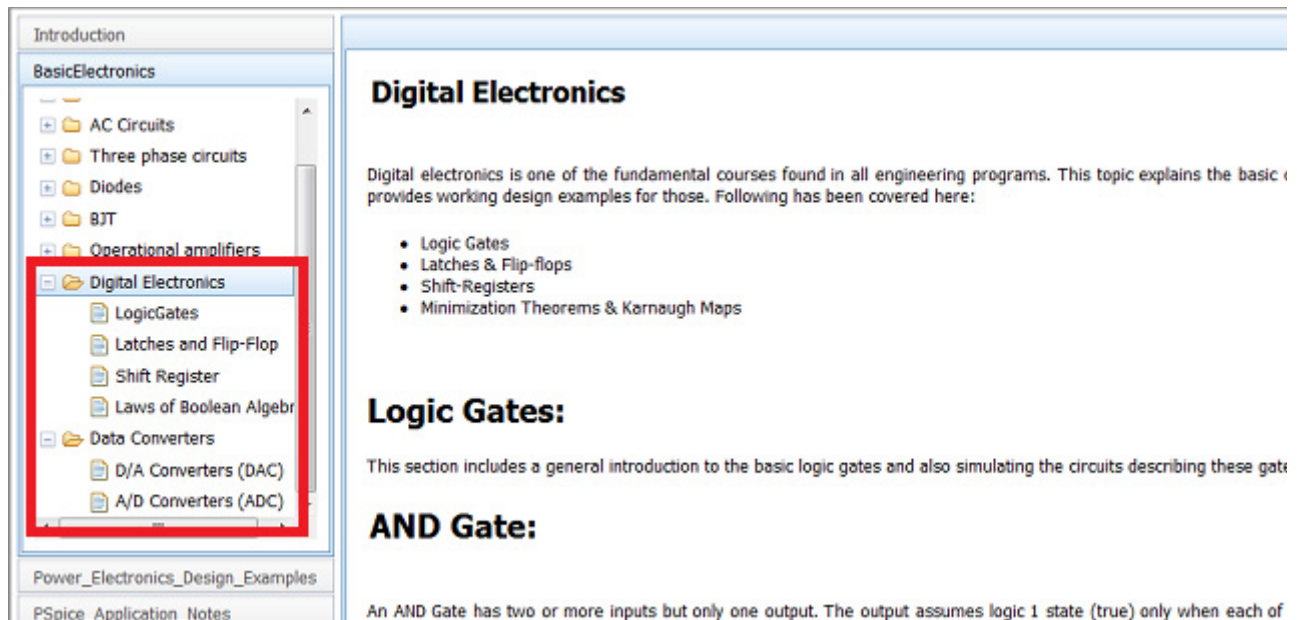 Introduction
BasicElectronics
AC Circuits
Three phase circuits
Diodes
BJT
Operational amplifiers
Digital Electronics
LogicGates
Latches and Flip-Flop
Shift Register
Laws of Boolean Algebr
Data Converters
D/A Converters (DAC)
A/D Converters (ADC)
Power_Electronics_Design_Examples
PSpice_Application_Notes
Digital Electronics
Digital electronics is one of the fundamental courses found in all engineering programs. This topic explains the basic
provides working design examples for those. Following has been covered here:
• Logic Gates
• Latches & Flip-flops
• Shift-Registers
• Minimization Theorems & Karnaugh Maps
Logic Gates:
This section includes a general introduction to the basic logic gates and also simulating the circuits describing these gate
AND Gate:
An AND Gate has two or more inputs but only one output. The output assumes logic 1 state (true) only when each of